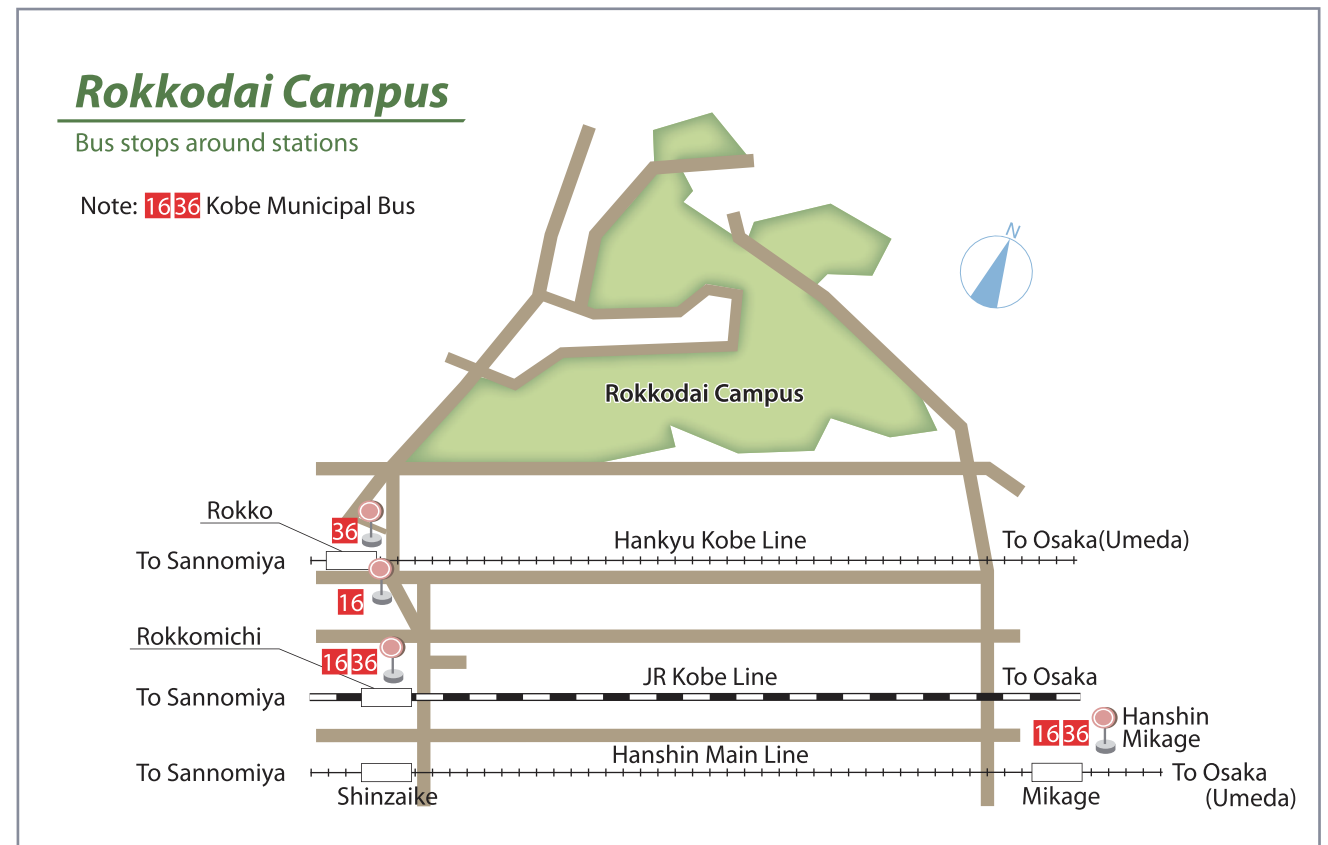 Rokkodai Campus
Bus stops around stations
Note: 16 36 Kobe Municipal Bus
N
Rokkodai Campus
Rokko
36
Hankyu Kobe Line
To Osaka(Umeda)
To Sannomiya
16
Rokkomichi
16 36
JR Kobe Line
To Osaka
To Sannomiya
16 36
Hanshin
Mikage
Hanshin Main Line
To Sannomiya
To Osaka
(Umeda)
Shinzaike
Mikage